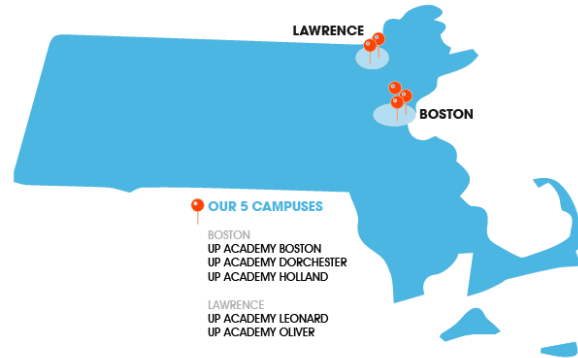 LAWRENCE
BOSTON
OUR 5 CAMPUSES
BOSTON
UP ACADEMY BOSTON
UP ACADEMY DORCHESTER
UP ACADEMY HOLLAND
LAWRENCE
UP ACADEMY LEONARD
UP ACADEMY OLIVER